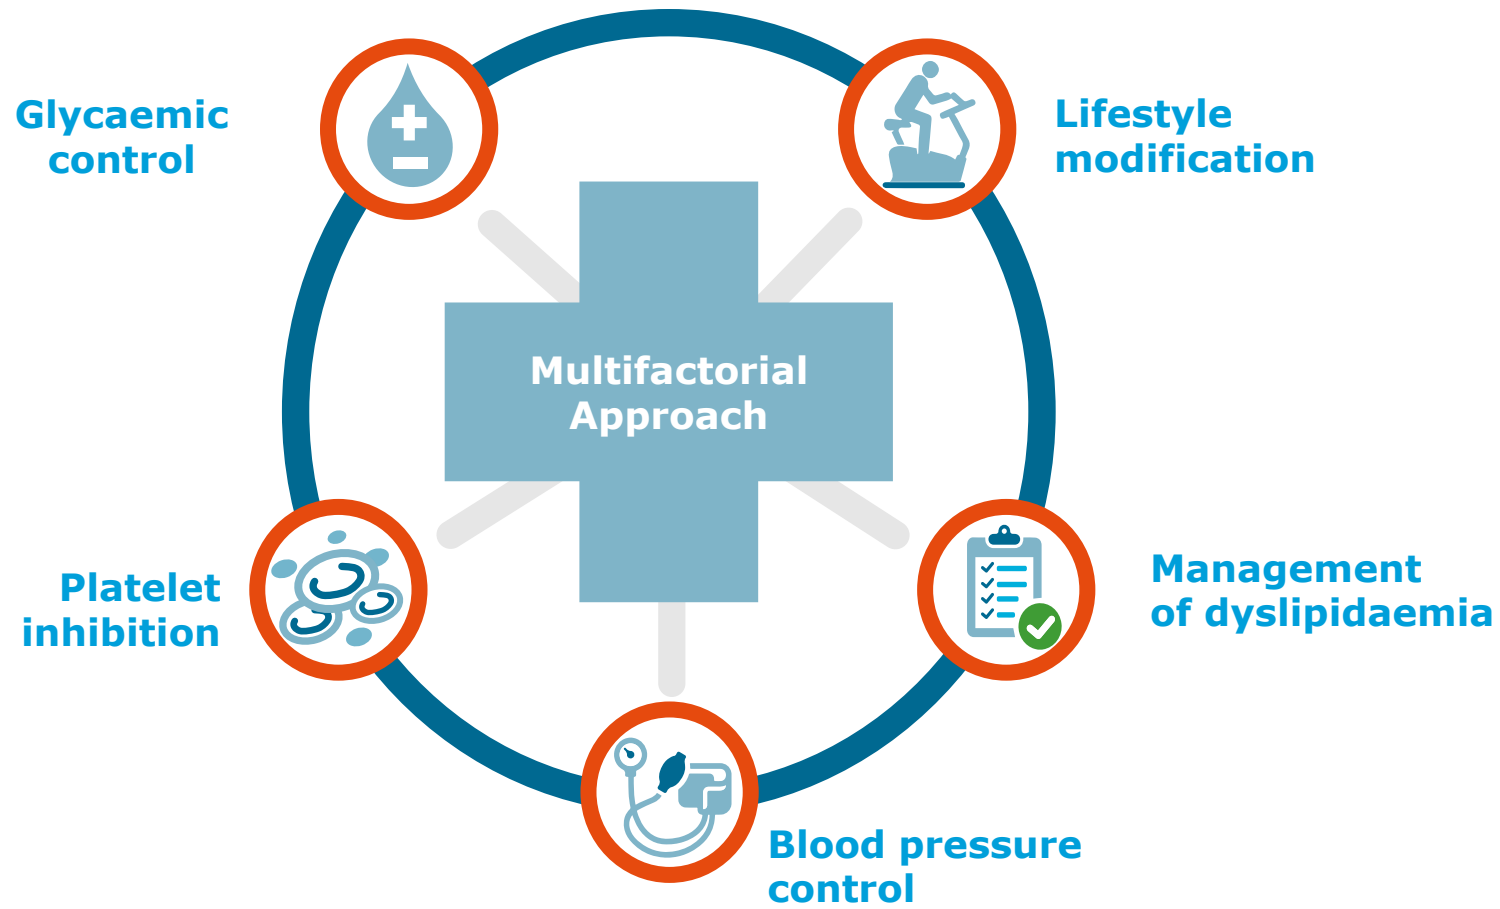 Glycaemic
control
Lifestyle
modification
Multifactorial
Approach
Platelet
inhibition
Management
of dyslipidaemia
Blood pressure
control